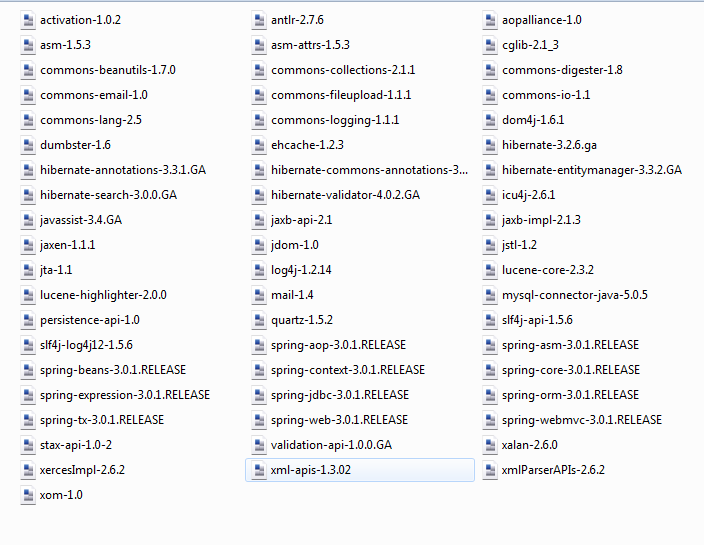 activation-1.0.2 antlr-2.7.6 aopalliance-1.0
asm-1.5.3 asm-attrs-1.5.3 cglib-2.1_3
commons-beanutils-1.7.0 commons-collections-2.1.1 commons-digester-1.8
commons-email-1.0 commons-fileupload-1.1.1 commons-io-1.1
commons-lang-2.5 commons-logging-1.1.1 dom4j-1.6.1
dumbster-1.6 ehcache-1.2.3 hibernate-3.2.6.ga
hibernate-annotations-3.3.1.GA hibernate-commons-annotations-3... hibernate-entitymanager-3.3.2.GA
hibernate-search-3.0.0.GA hibernate-validator-4.0.2.GA icu4j-2.6.1
javassist-3.4.GA jaxb-api-2.1 jaxb-impl-2.1.3
jaxen-1.1.1 jdom-1.0 jstl-1.2
jta-1.1 log4j-1.2.14 lucene-core-2.3.2
lucene-highlighter-2.0.0 mail-1.4 mysql-connector-java-5.0.5
persistence-api-1.0 quartz-1.5.2 slf4j-api-1.5.6
slf4j-log4j12-1.5.6 spring-aop-3.0.1.RELEASE spring-asm-3.0.1.RELEASE
spring-beans-3.0.1.RELEASE spring-context-3.0.1.RELEASE spring-core-3.0.1.RELEASE
spring-expression-3.0.1.RELEASE spring-jdbc-3.0.1.RELEASE spring-orm-3.0.1.RELEASE
spring-tx-3.0.1.RELEASE spring-web-3.0.1.RELEASE spring-webmvc-3.0.1.RELEASE
stax-api-1.0-2 validation-api-1.0.0.GA xalan-2.6.0
xercesImpl-2.6.2 xml-apis-1.3.02 xmlParserAPIs-2.6.2
xom-1.0